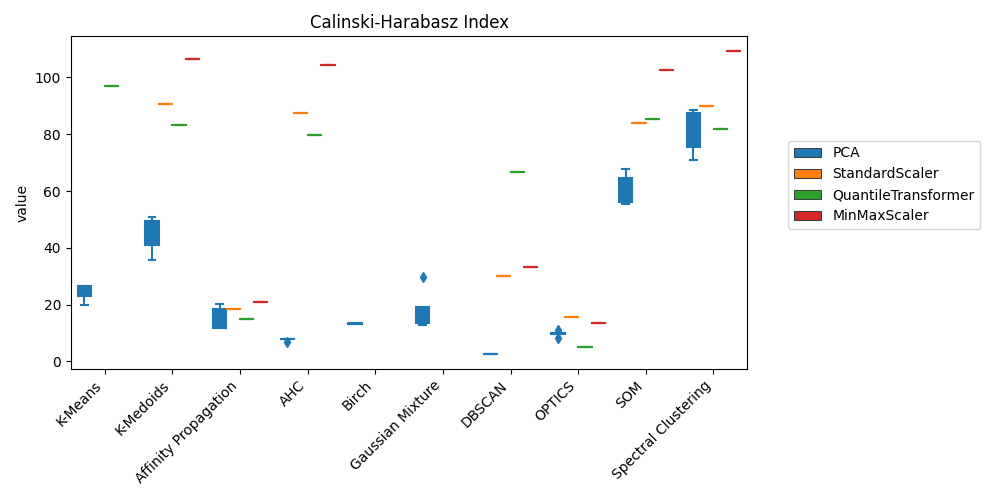 Calinski-Harabasz Index
value
100
80
60
40
20
0
K-Means
K-Medoids
Affinity Propagation
AHC
Birch
Gaussian Mixture
DBSCAN
OPTICS
SOM
Spectral Clustering
PCA
StandardScaler
QuantileTransformer
MinMaxScaler